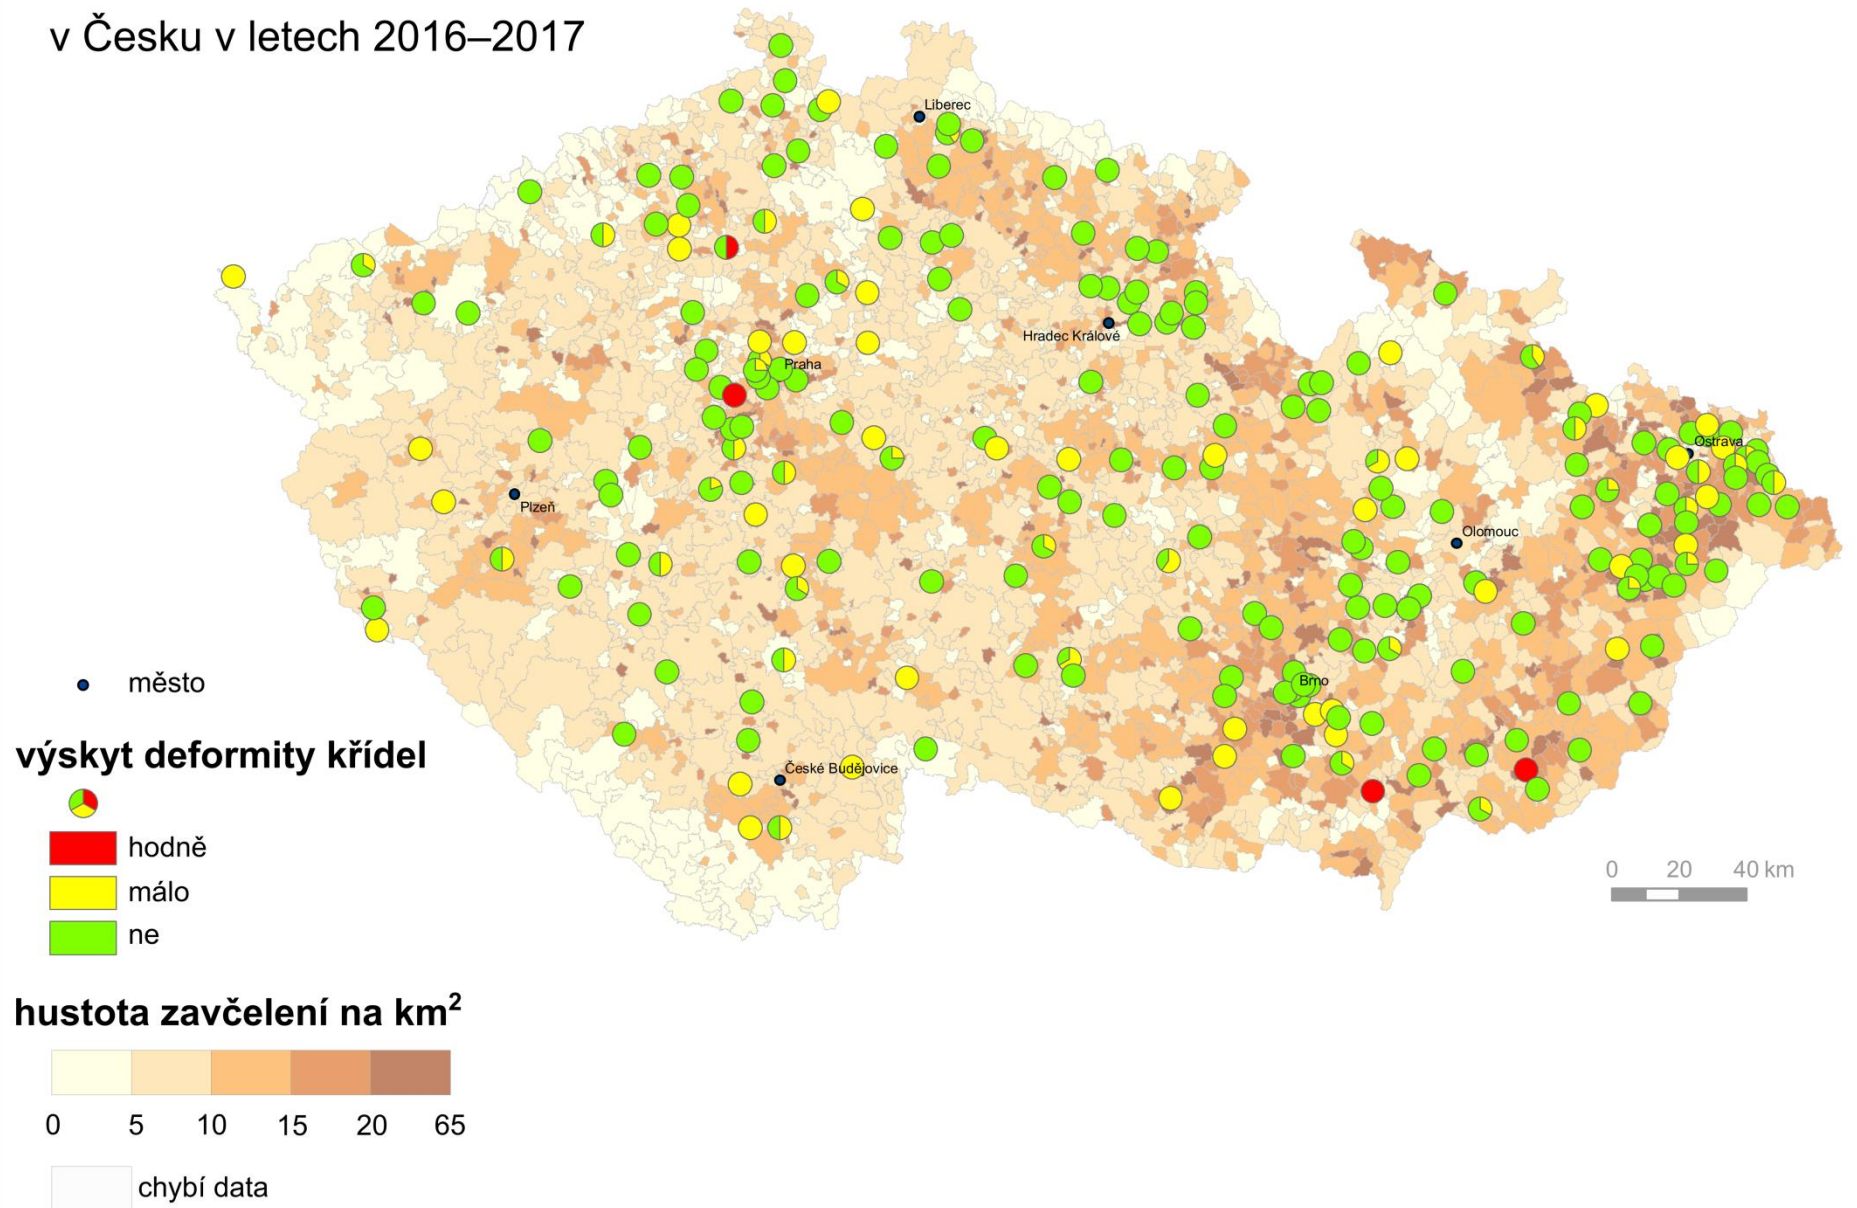 v Česku v letech 2016–2017
Liberec
Hradec Králové
Praha
Ostrava
Plzeň
Olomouc
Brno
České Budějovice
město
výskyt deformity křídel
hodně
málo
ne
0 20 40 km
hustota zavčelení na km²
0 5 10 15 20 65
chybí data